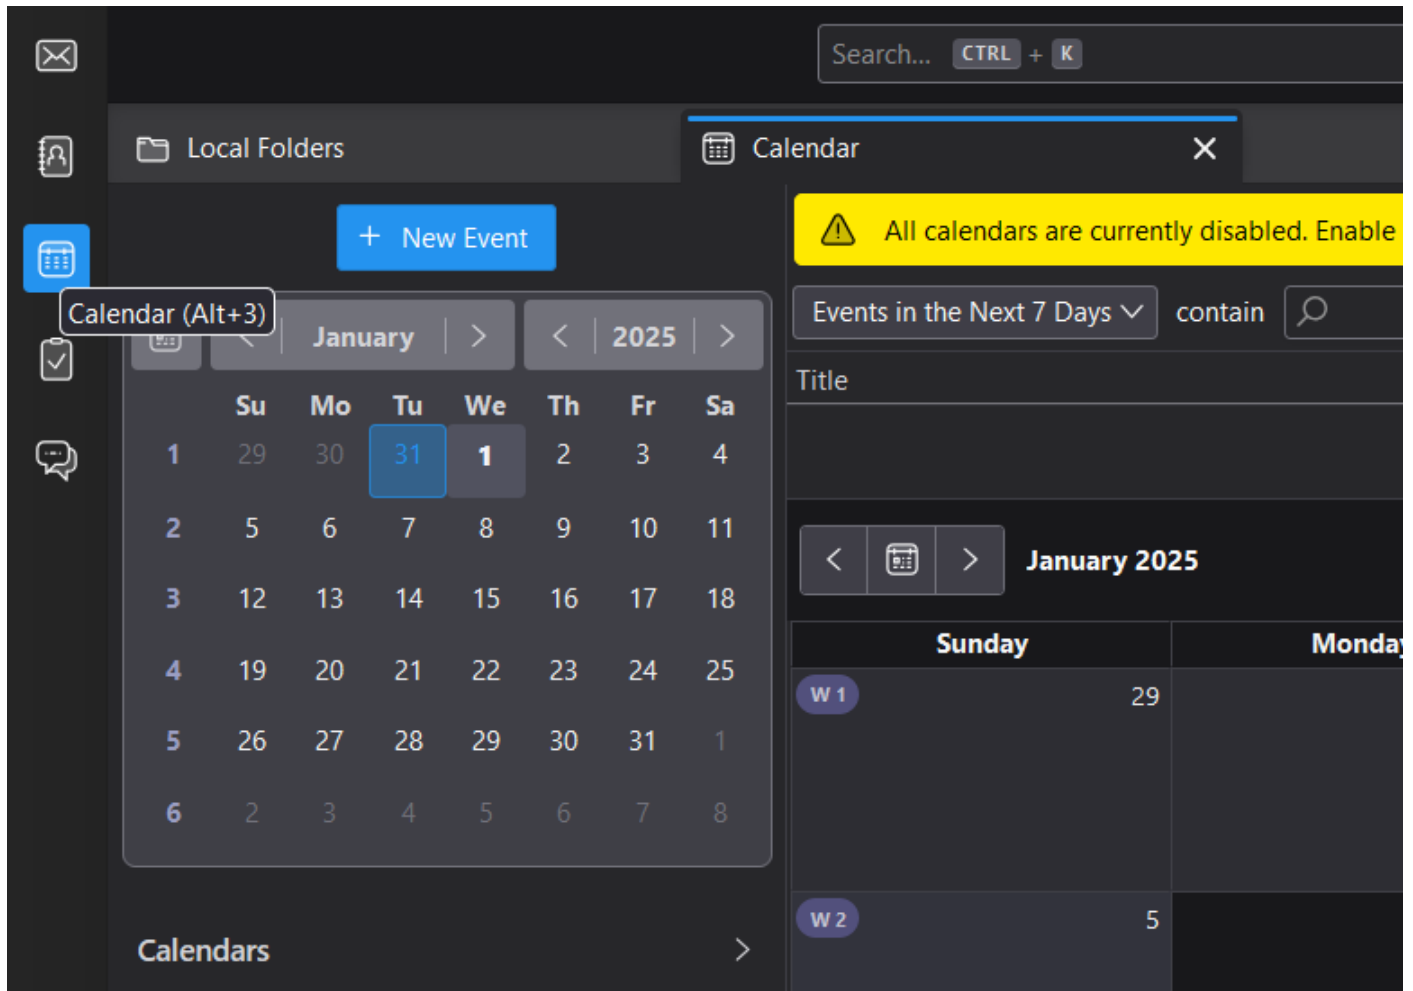 Search... CTRL + K
Local Folders
Calendar
+ New Event
All calendars are currently disabled. Enable
Calendar (Alt+3)
Events in the Next 7 Days contain
January 2025
Title
Su Mo Tu We Th Fr Sa
1 29 30 31 1 2 3 4
2 5 6 7 8 9 10 11
3 12 13 14 15 16 17 18
4 19 20 21 22 23 24 25
5 26 27 28 29 30 31 1
6 2 3 4 5 6 7 8
January 2025
Sunday Monday
W 1 29
W 2 5
Calendars